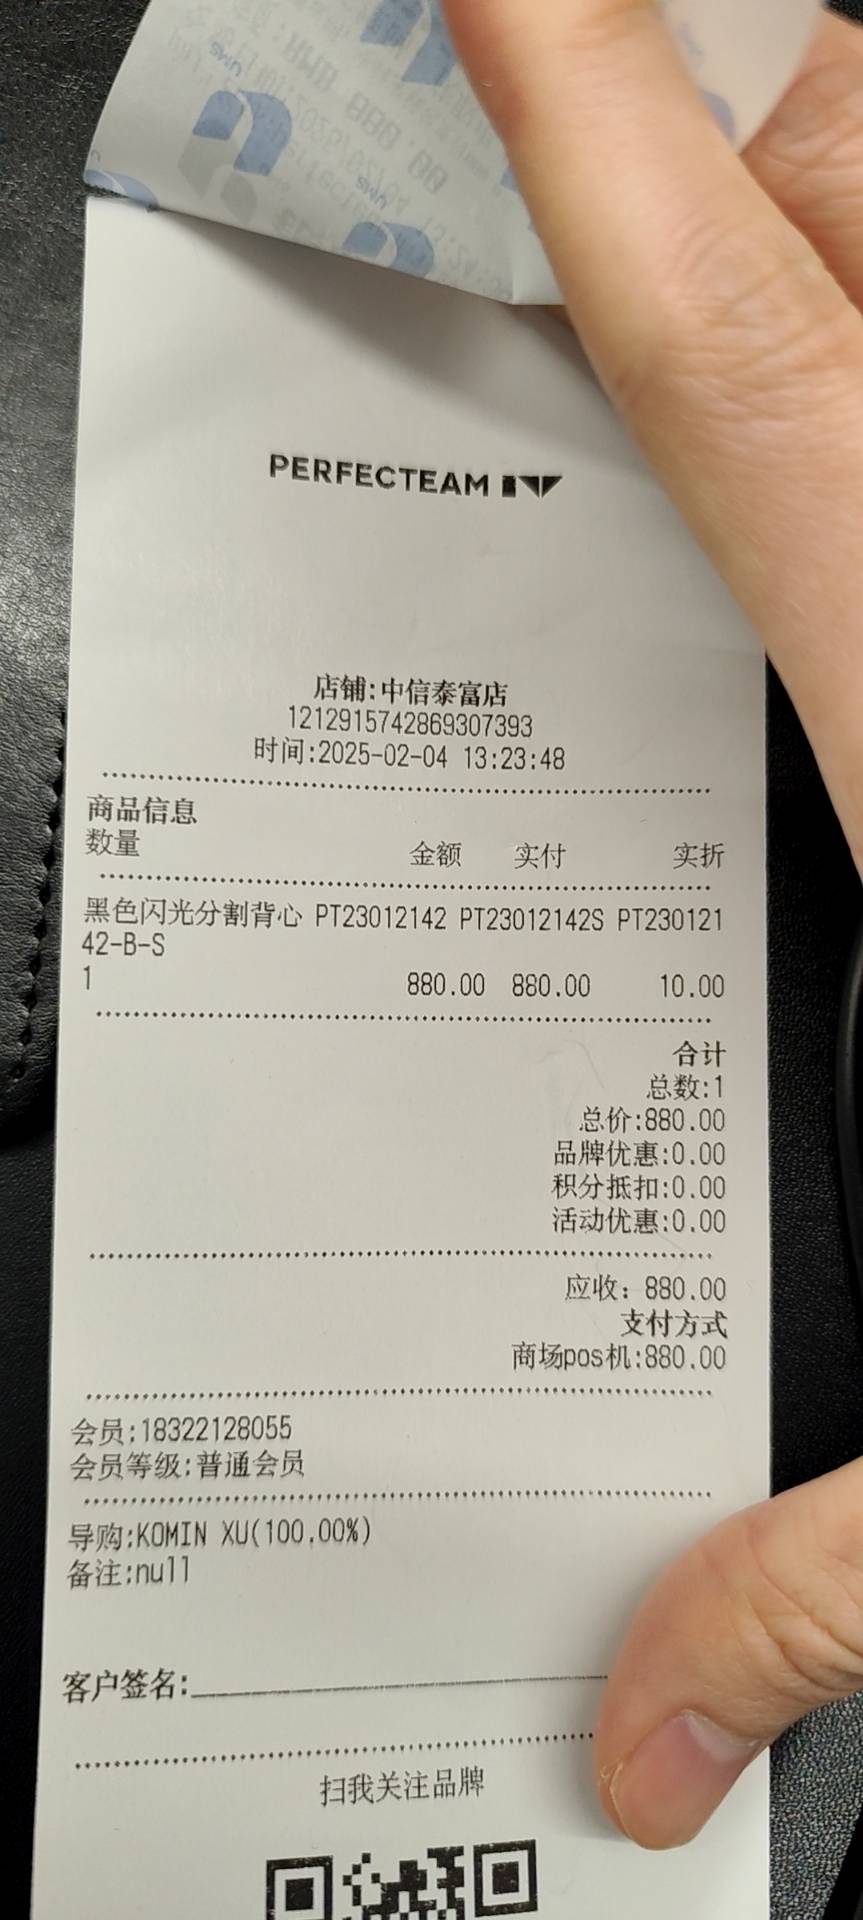 PERFECTEAM
店铺:中信泰富店
1212915742869307393
时间:2025-02-04 13:23:48
商品信息
数量 金额 实付 实折
黑色闪光分割背心 PT23012142 PT23012142S PT230121
42-B-S
1 880.00 880.00 10.00
合计
总数:1
总价:880.00
品牌优惠:0.00
积分抵扣:0.00
活动优惠:0.00
应收: 880.00
支付方式
商场pos机:880.00
会员:18322128055
会员等级:普通会员
导购:KOMIN XU(100.00%)
备注:null
客户签名:
扫我关注品牌